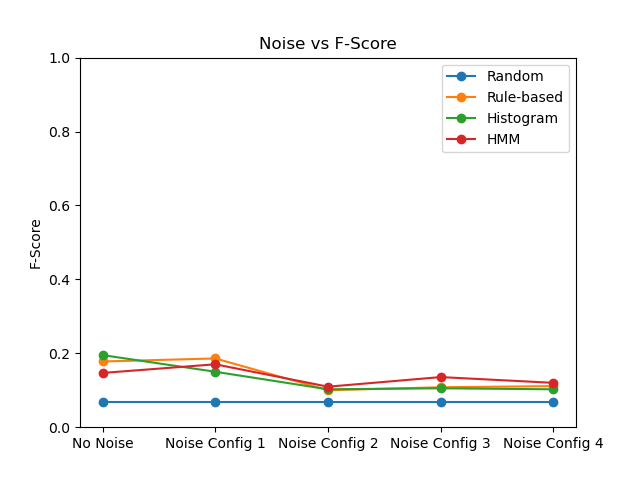 Noise vs F-Score
1.0
0.8
0.6
0.4
0.2
0.0
F-Score
Random
Rule-based
Histogram
HMM
No Noise
Noise Config 1
Noise Config 2
Noise Config 3
Noise Config 4